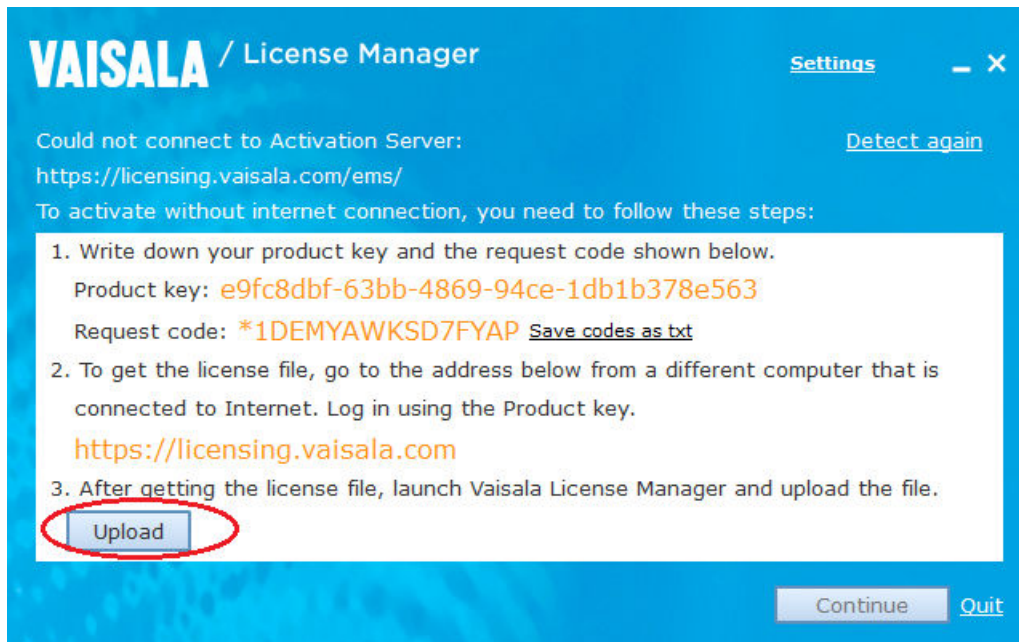 VAISALA / License Manager
Settings
Could not connect to Activation Server:
Detect again
https://licensing.vaisala.com/ems/
To activate without internet connection, you need to follow these steps:
1. Write down your product key and the request code shown below.
Product key: e9fc8dbf-63bb-4869-94ce-1db1b378e563
Request code: *1DEMYAWKSD7FYAP Save codes as txt
2. To get the license file, go to the address below from a different computer that is
connected to Internet. Log in using the Product key.
https://licensing.vaisala.com
3. After getting the license file, launch Vaisala License Manager and upload the file.
Upload
Continue
Quit